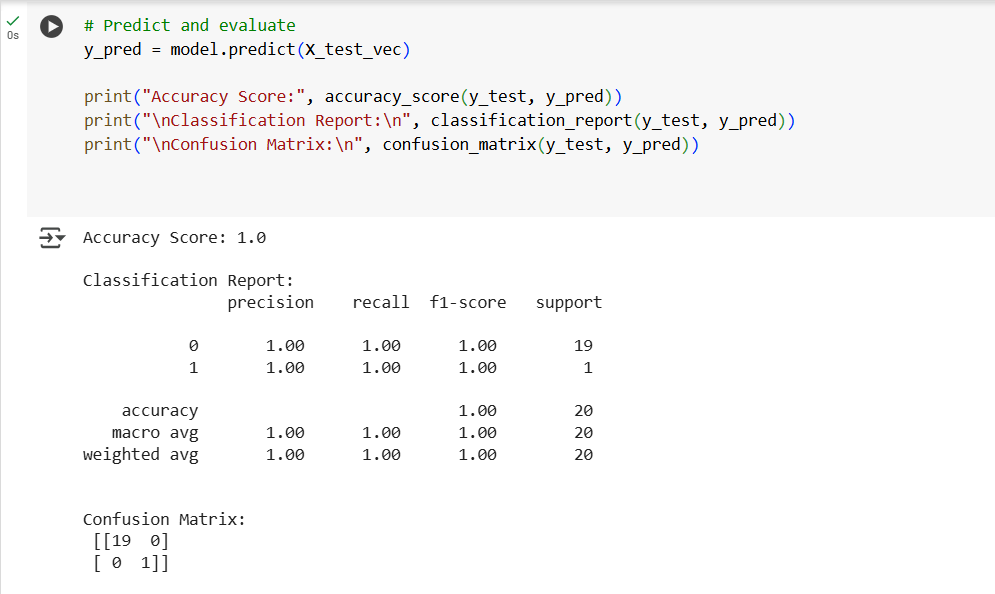 0s
# Predict and evaluate
y_pred = model.predict(X_test_vec)
print("Accuracy Score:", accuracy_score(y_test, y_pred))
print("\nClassification Report:\n", classification_report(y_test, y_pred))
print("\nConfusion Matrix:\n", confusion_matrix(y_test, y_pred))
Accuracy Score: 1.0
Classification Report:
precision recall f1-score support
0 1.00 1.00 1.00 19
1 1.00 1.00 1.00 1
accuracy 1.00 20
macro avg 1.00 1.00 1.00 20
weighted avg 1.00 1.00 1.00 20
Confusion Matrix:
[[19 0]
[ 0 1]]